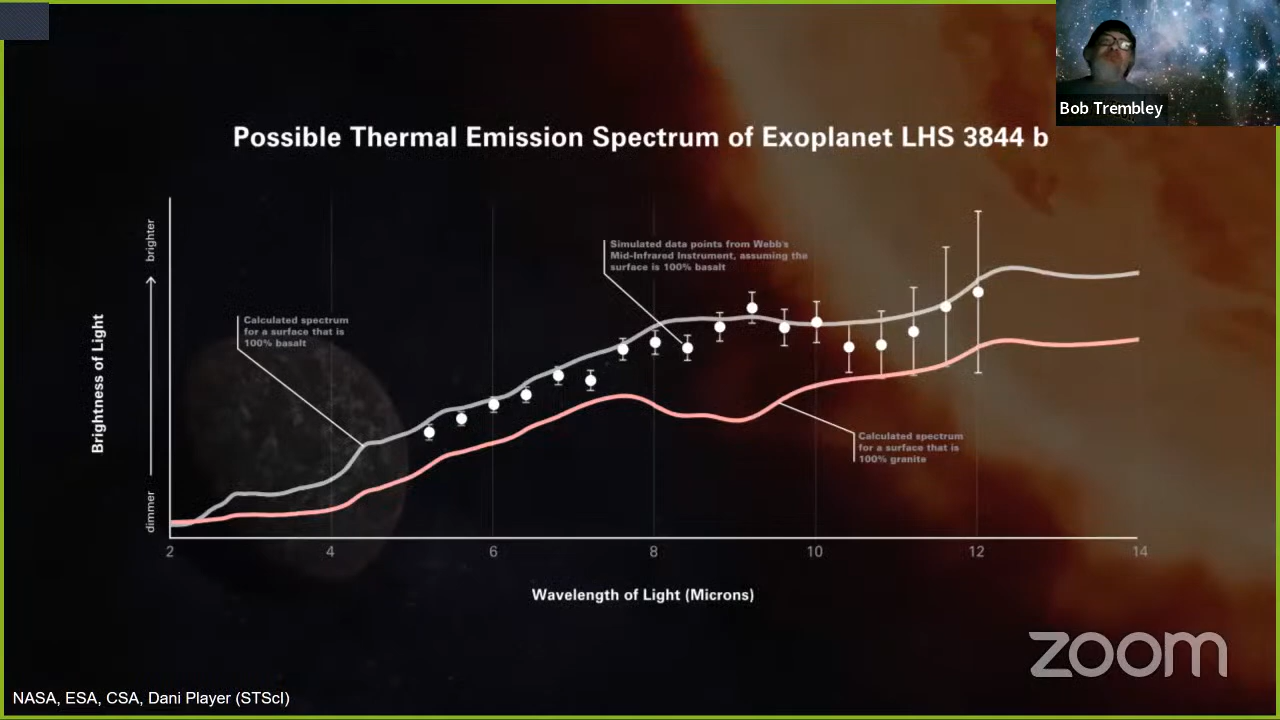 Bob Trembley
Possible Thermal Emission Spectrum of Exoplanet LHS 3844 b
brighter
dimmer
Brightness of Light
Simulated data points from Webb's
Mid-Infrared Instrument, assuming the
surface is 100% basalt
Calculated spectrum
for a surface that is
100% basalt
Calculated spectrum
for a surface that is
100% granite
2 4 6 8 10 12 14
Wavelength of Light (Microns)
zoom
NASA, ESA, CSA, Dani Player (STScI)